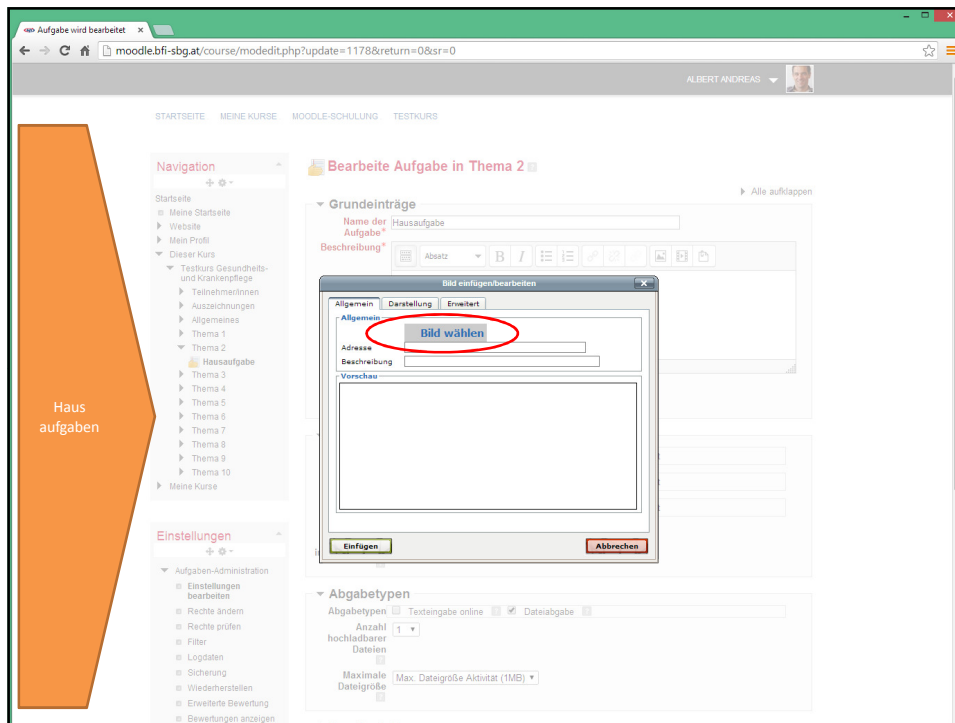 Aufgabe wird bearbeitet
moodle.bfi-sbg.at/course/modedit.php?update=1178&return=0&sr=0
ALBERT ANDREAS
STARTSEITE MEINE KURSE MOODLE-SCHULUNG TESTKURS
Haus
aufgaben
Navigation
Startseite
Meine Startseite
Website
Mein Profil
Dieser Kurs
Testkurs Gesundheits-
und Krankenpflege
Teilnehmer/innen
Auszeichnungen
Allgemeines
Thema 1
Thema 2
Hausaufgabe
Thema 3
Thema 4
Thema 5
Thema 6
Thema 7
Thema 8
Thema 9
Thema 10
Meine Kurse
Einstellungen
Aufgaben-Administration
Einstellungen
bearbeiten
Rechte ändern
Rechte prüfen
Filter
Logdaten
Sicherung
Wiederherstellen
Erweiterte Bewertung
Bewertungen anzeigen
Bearbeite Aufgabe in Thema 2
Alle aufklappen
Grundeinträge
Name der Hausaufgabe
Aufgabe*
Beschreibung*
Absatz B I
Bild einfügen/bearbeiten
Allgemein Darstellung Erweitert
Allgemein
Bild wählen
Adresse
Beschreibung
Vorschau
Einfügen Abbrechen
Abgabetypen
Abgabetypen Texteingabe online Dateiabgabe
Anzahl 1
hochladbarer
Dateien
Maximale Max. Dateigröße Aktivität (1MB)
Dateigröße